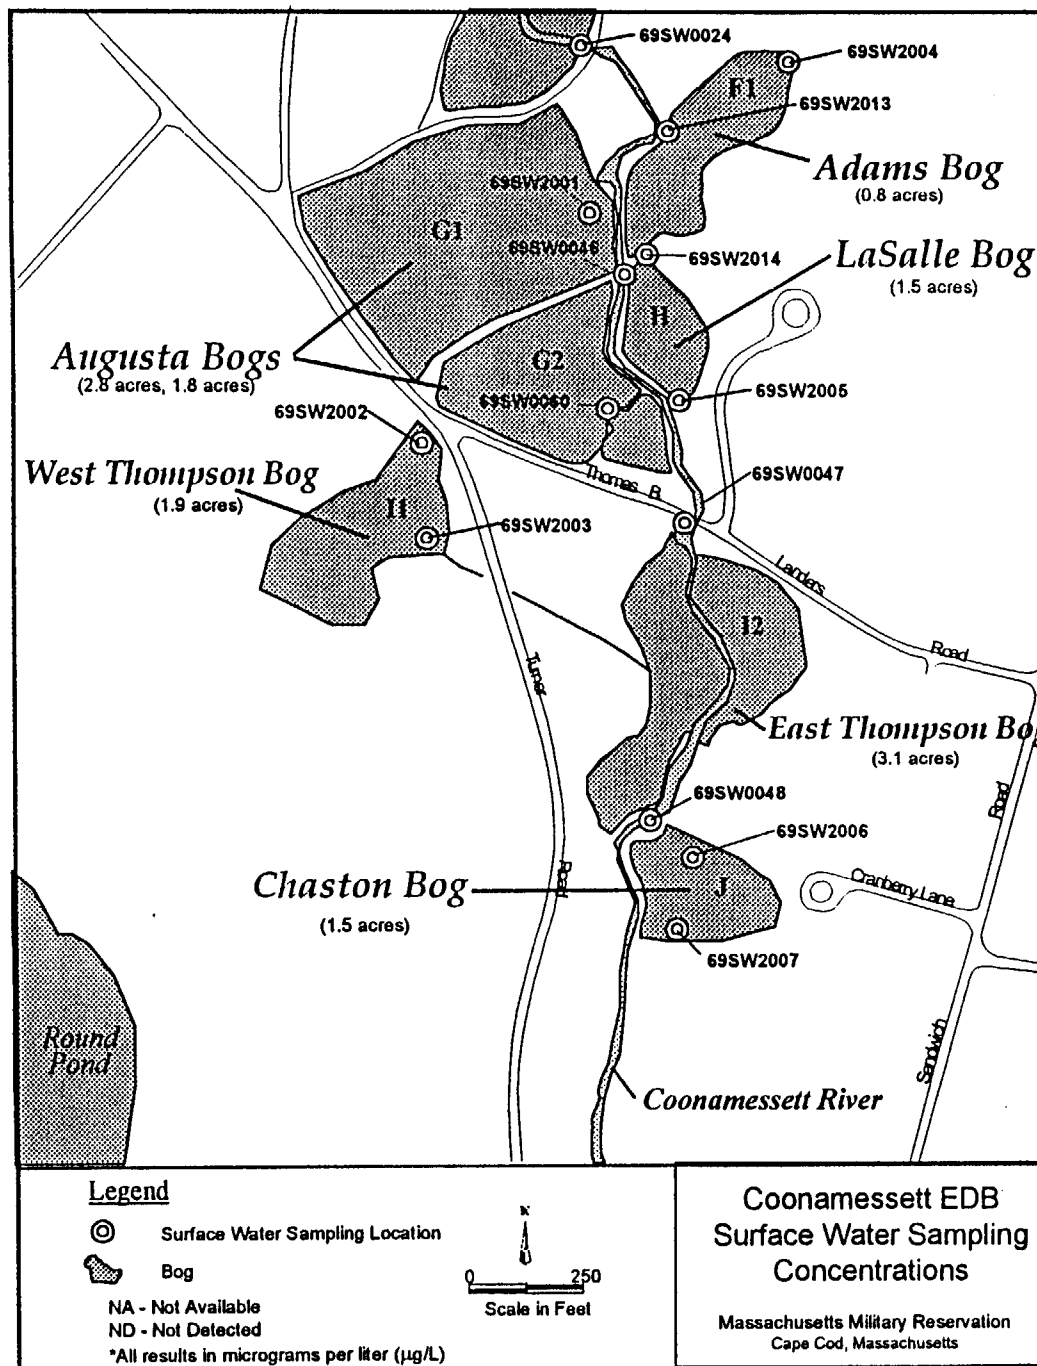 69SW0024
69SW2004
F1
69SW2013
Adams Bog
(0.8 acres)
69SW2001
G1
69SW0046
69SW2014
LaSalle Bog
(1.5 acres)
H
Augusta Bogs
(2.8 acres, 1.8 acres)
G2
69SW0060
69SW2005
69SW2002
West Thompson Bog
(1.9 acres)
I1
69SW2003
Thomas B.
69SW0047
Landers
Road
I2
Turner
East Thompson Bog
(3.1 acres)
Road
69SW0048
69SW2006
Chaston Bog
(1.5 acres)
Road
J
Cranberry Lane
69SW2007
Round
Pond
Sandwich
Coonamessett River
Legend
Surface Water Sampling Location
Bog
NA - Not Available
ND - Not Detected
*All results in micrograms per liter (µg/L)
N
0 250
Scale in Feet
Coonamessett EDB
Surface Water Sampling
Concentrations
Massachusetts Military Reservation
Cape Cod, Massachusetts